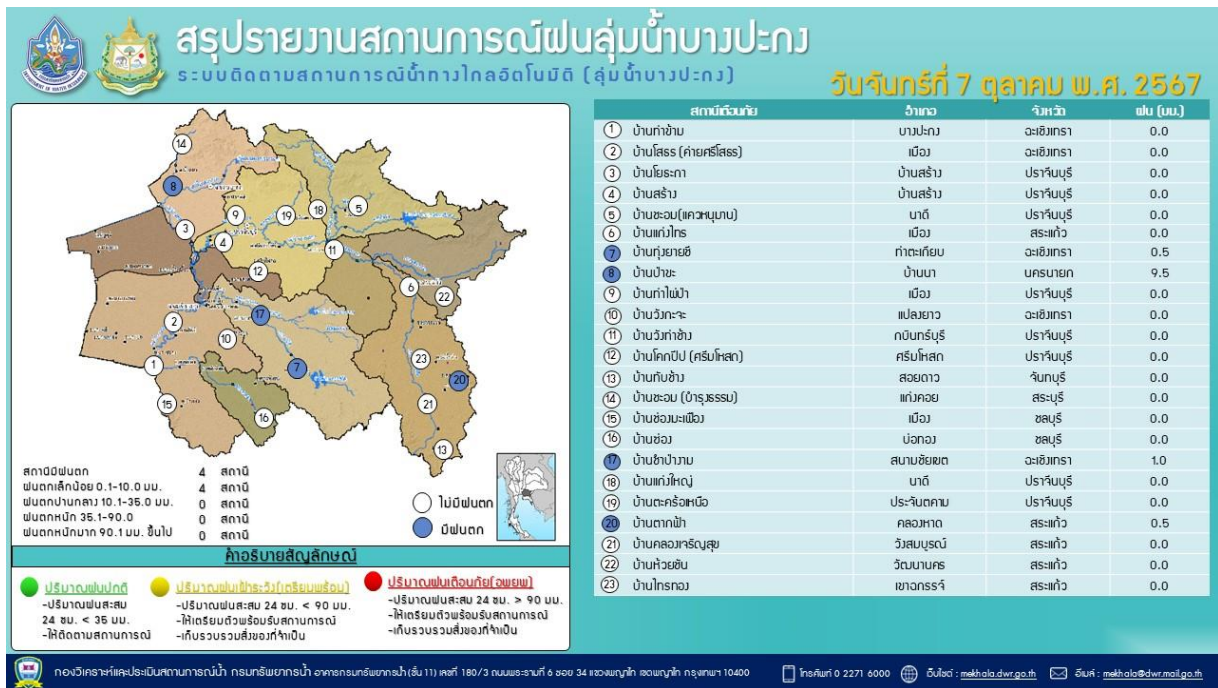 สรุปรายงานสถานการณ์ฝนลุ่มน้ำบางปะกง
ระบบติดตามสถานการณ์น้ำทางไกลอัตโนมัติ (ลุ่มน้ำบางปะกง)
วันจันทร์ที่ 7 ตุลาคม พ.ศ. 2567
สถานีเตือนภัย อำเภอ จังหวัด ฝน (มม.)
1 บ้านท่าข้าม บางปะกง ฉะเชิงเทรา 0.0
2 บ้านโสธร (ค่ายศรีโสธร) เมือง ฉะเชิงเทรา 0.0
3 บ้านโยธะกา บ้านสร้าง ปราจีนบุรี 0.0
4 บ้านสร้าง บ้านสร้าง ปราจีนบุรี 0.0
5 บ้านชะอม(แควหนุมาน) นาดี ปราจีนบุรี 0.0
6 บ้านแก่งไทร เมือง สระแก้ว 0.0
7 บ้านทุ่งยายชี ท่าตะเกียบ ฉะเชิงเทรา 0.5
8 บ้านป่าขะ บ้านนา นครนายก 9.5
9 บ้านท่าไผ่ป่า เมือง ปราจีนบุรี 0.0
10 บ้านวังกะจะ แปลงยาว ฉะเชิงเทรา 0.0
11 บ้านวังท่าช้าง กบินทร์บุรี ปราจีนบุรี 0.0
12 บ้านโคกปีป (ศรีมโหสถ) ศรีมโหสถ ปราจีนบุรี 0.0
13 บ้านทับช้าง สอยดาว จันทบุรี 0.0
14 บ้านชะอม (บำรุงธรรม) แก่งคอย สระบุรี 0.0
15 บ้านช่องมะเฟือง เมือง ชลบุรี 0.0
16 บ้านช่อง บ่อทอง ชลบุรี 0.0
17 บ้านชำป่างาม สนามชัยเขต ฉะเชิงเทรา 1.0
18 บ้านแก่งใหญ่ นาดี ปราจีนบุรี 0.0
19 บ้านตะคร้อเหนือ ประจันตคาม ปราจีนบุรี 0.0
20 บ้านตากฟ้า คลองหาด สระแก้ว 0.5
21 บ้านคลองเจริญสุข วังสมบูรณ์ สระแก้ว 0.0
22 บ้านห้วยชัน วัฒนานคร สระแก้ว 0.0
23 บ้านไทรทอง เขาฉกรรจ์ สระแก้ว 0.0
14
8
9
19
18
5
3
4
11
12
6
22
17
2
10
1
7
23
20
15
16
21
13
สถานีมีฝนตก 4 สถานี
ฝนตกเล็กน้อย 0.1-10.0 มม. 4 สถานี
ฝนตกปานกลาง 10.1-35.0 มม. 0 สถานี
ฝนตกหนัก 35.1-90.0 0 สถานี
ฝนตกหนักมาก 90.1 มม. ขึ้นไป 0 สถานี
ไม่มีฝนตก
มีฝนตก
คำอธิบายสัญลักษณ์
ปริมาณฝนปกติ
-ปริมาณฝนสะสม
24 ชม. < 35 มม.
-ให้ติดตามสถานการณ์
ปริมาณฝนเฝ้าระวัง(เตรียมพร้อม)
-ปริมาณฝนสะสม 24 ชม. < 90 มม.
-ให้เตรียมตัวพร้อมรับสถานการณ์
-เก็บรวบรวมสิ่งของที่จำเป็น
ปริมาณฝนเตือนภัย(อพยพ)
-ปริมาณฝนสะสม 24 ชม. > 90 มม.
-ให้เตรียมตัวพร้อมรับสถานการณ์
-เก็บรวบรวมสิ่งของที่จำเป็น
กองวิเคราะห์และประเมินสถานการณ์น้ำ กรมทรัพยากรน้ำ อาคารกรมทรัพยากรน้ำ (ชั้น 11) เลขที่ 180/3 ถนนพระรามที่ 6 ซอย 34 แขวงพญาไท เขตพญาไท กรุงเทพฯ 10400 โทรศัพท์ 0 2271 6000 เว็บไซต์ : mekhala.dwr.go.th อีเมล์ : mekhala@dwr.mail.go.th